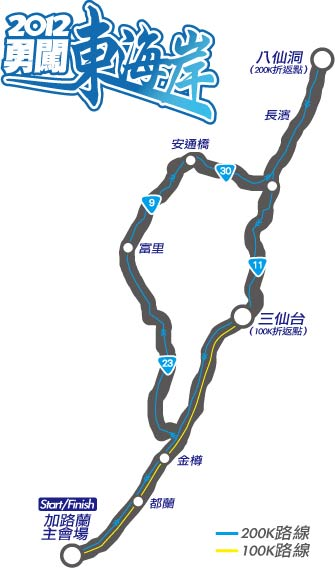 2012
勇闖
東海岸
八仙洞
(200K折返點)
長濱
安通橋
30
9
富里
11
三仙台
(100K折返點)
23
金樽
都蘭
Start/Finish
加路蘭
主會場
200K路線
100K路線